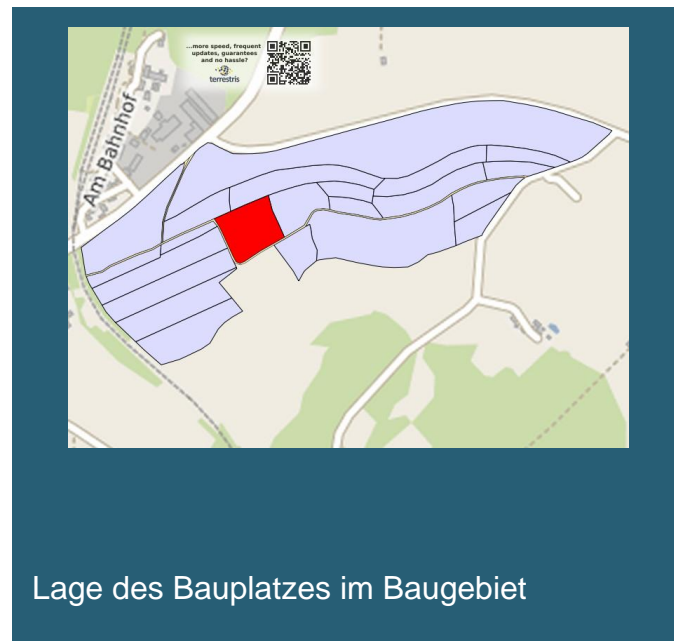 ...more speed, frequent
updates, guarantees
and no hassle?
terrestris
Am Bahnhof
Lage des Bauplatzes im Baugebiet